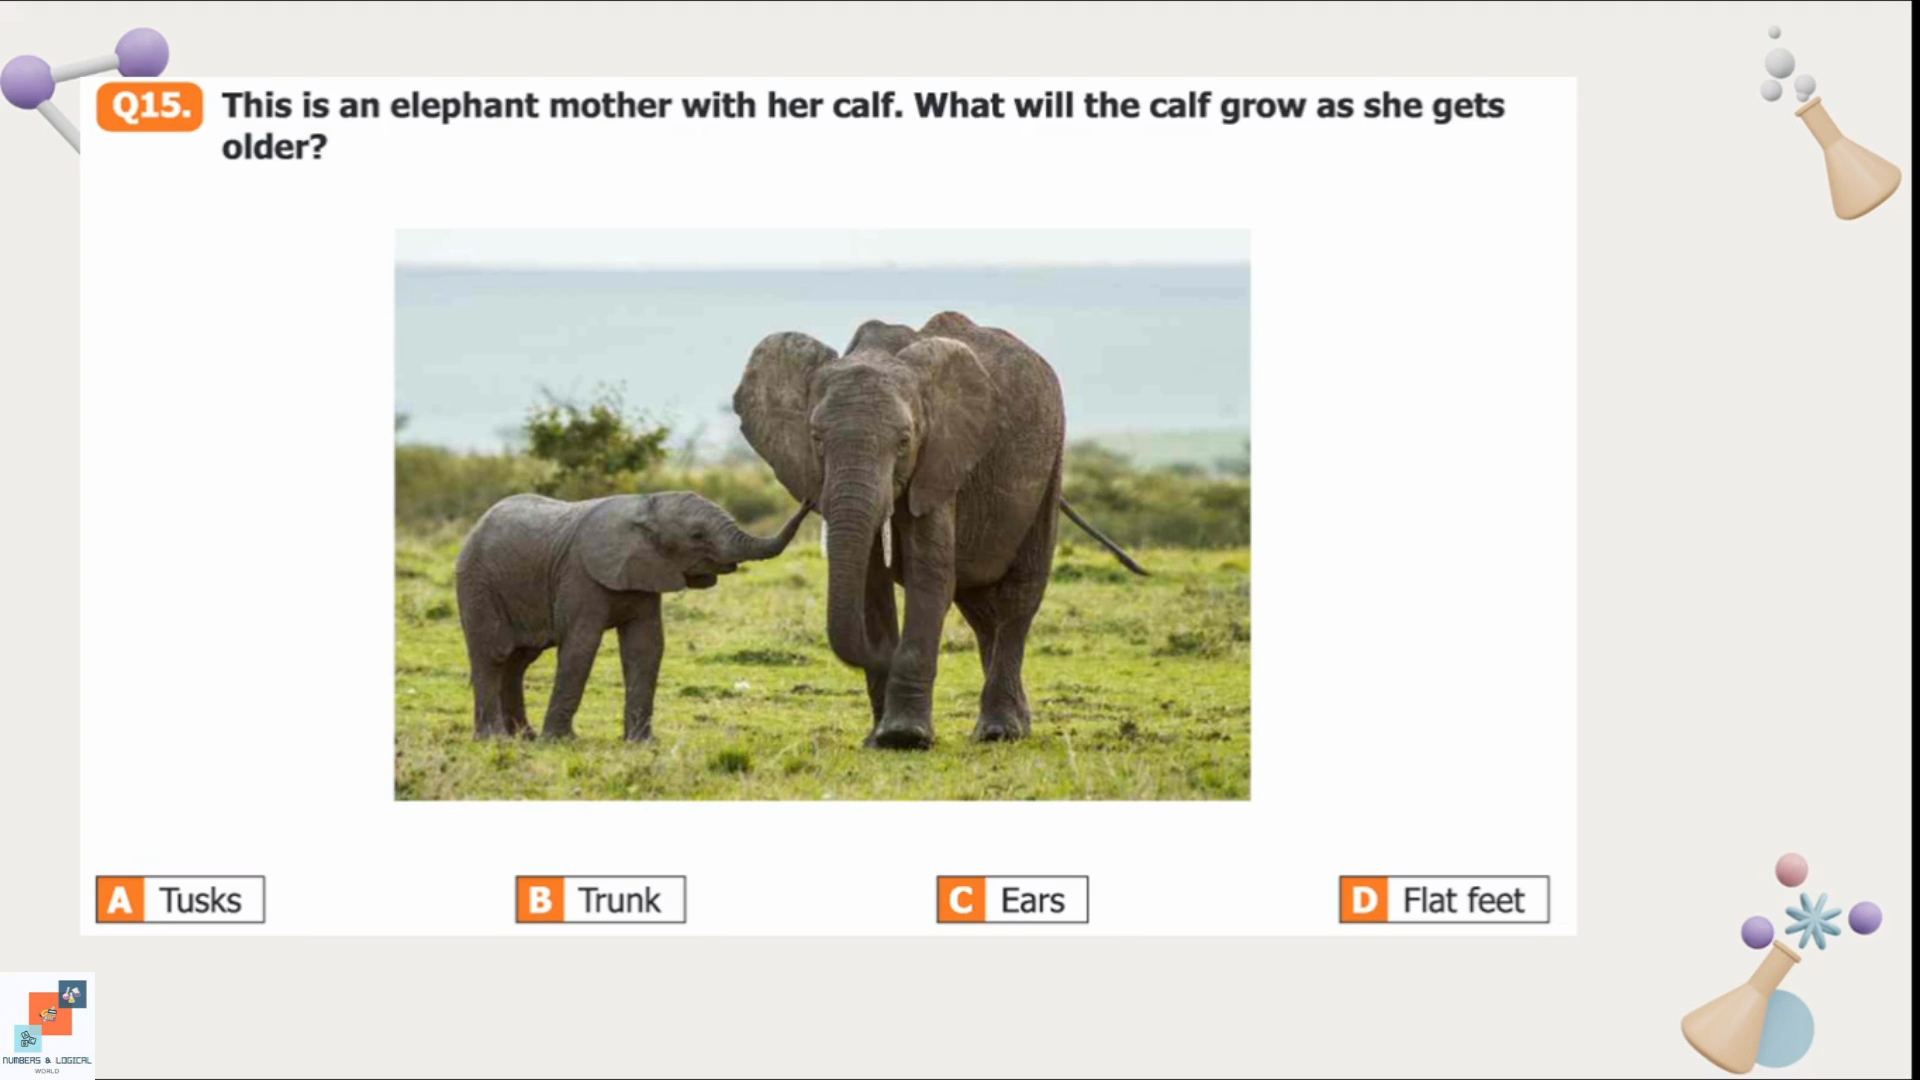 Q15. This is an elephant mother with her calf. What will the calf grow as she gets
older?
A Tusks
B Trunk
C Ears
D Flat feet
NUMBERS & LOGICAL
WORLD